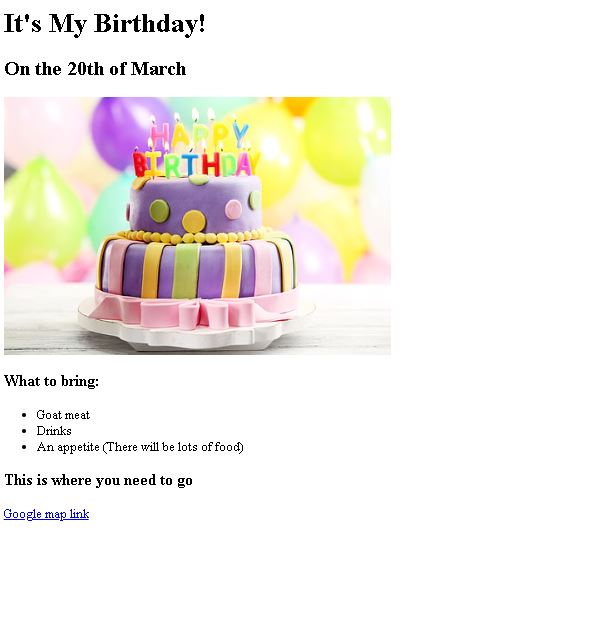 It's My Birthday!
On the 20th of March
HAPPY
BIRTHDAY
What to bring:
Goat meat
Drinks
An appetite (There will be lots of food)
This is where you need to go
Google map link